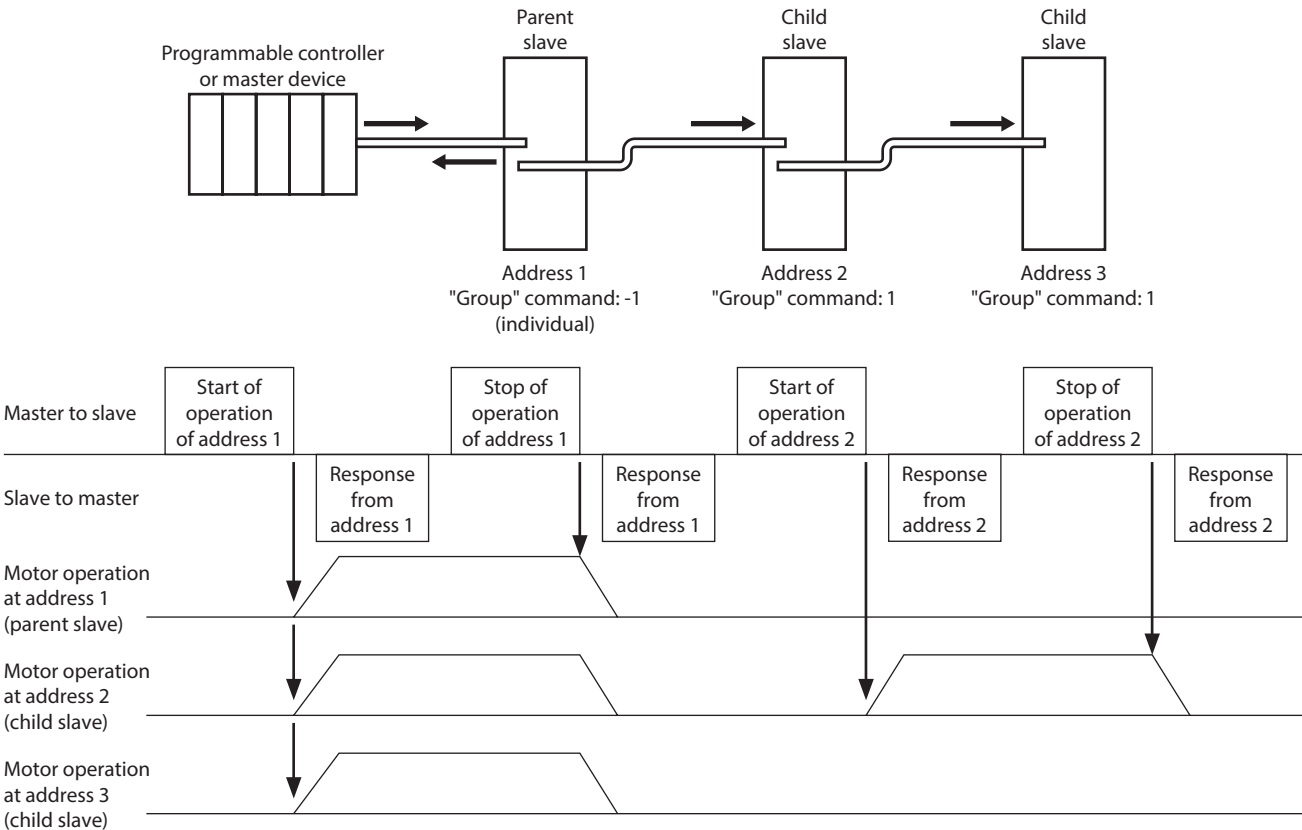 Programmable controller
or master device
Parent
slave
Child
slave
Child
slave
Address 1
"Group" command: -1
(individual)
Address 2
"Group" command: 1
Address 3
"Group" command: 1
Master to slave
Start of
operation
of address 1
Stop of
operation
of address 1
Start of
operation
of address 2
Stop of
operation
of address 2
Slave to master
Response
from
address 1
Response
from
address 1
Response
from
address 2
Response
from
address 2
Motor operation
at address 1
(parent slave)
Motor operation
at address 2
(child slave)
Motor operation
at address 3
(child slave)